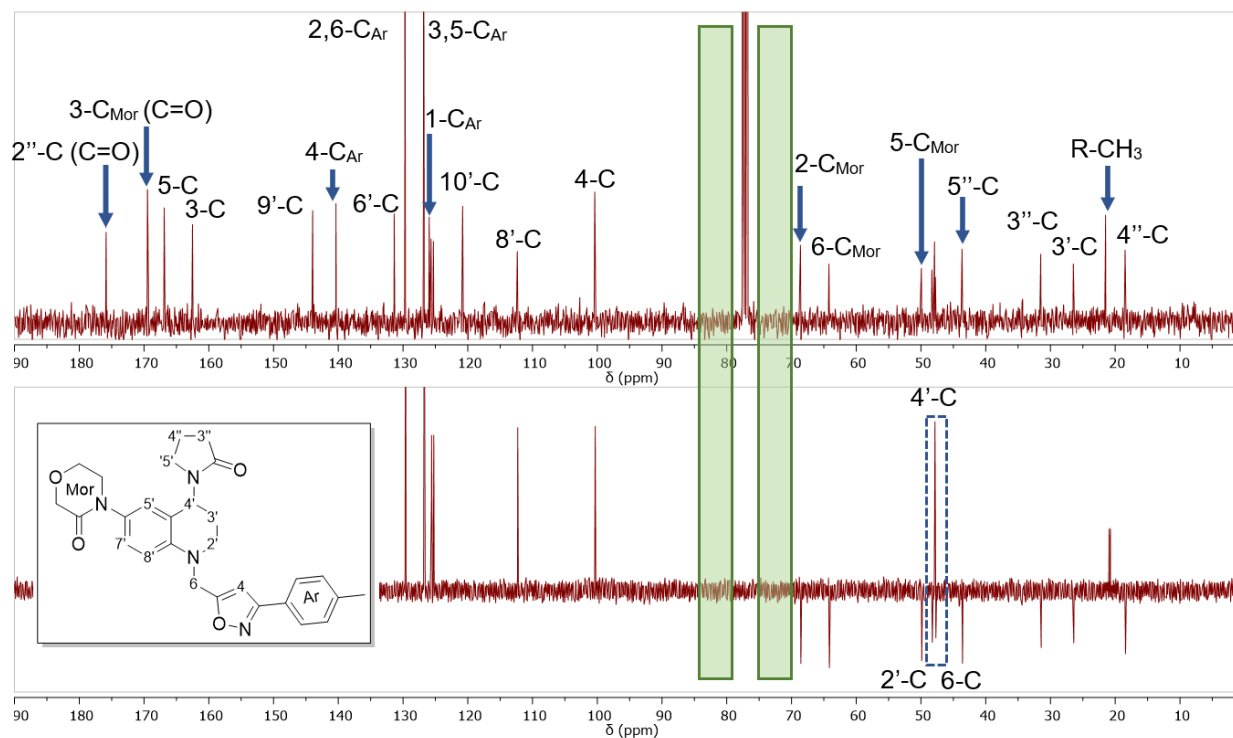 2,6-CAr
3,5-CAr
3-CMor (C=O)
1-CAr
2''-C (C=O)
5-C
4-CAr
5-CMor
R-CH3
2-CMor
3-C
9'-C
6'-C
10'-C
4-C
5''-C
8'-C
6-CMor
3''-C
3'-C
4''-C
90 180 170 160 150 140 130 120 110 100 90 80 70 60 50 40 30 20 10
δ (ppm)
4'-C
4'' 3''
'5'
N
O
O
Mor
N
5'
4'
3'
O
7'
8'
2'
N
6
4
Ar
O
N
2'-C 6-C
90 180 170 160 150 140 130 120 110 100 90 80 70 60 50 40 30 20 10
δ (ppm)